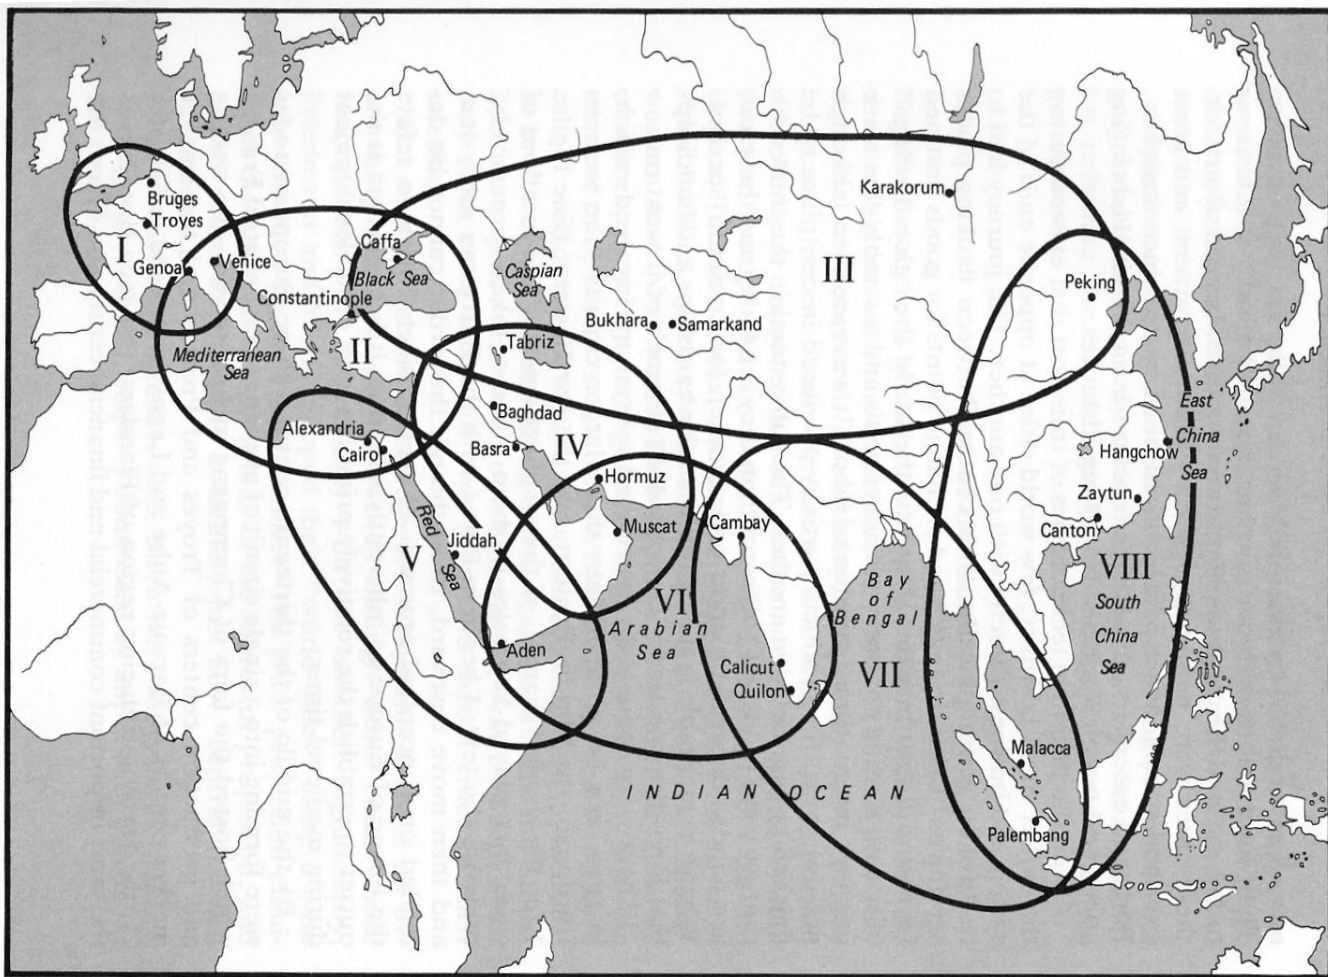 Karakorum
Bruges
Troyes
I
Genoa
Venice
Caffa
Black Sea
Constantinople
Caspian
Sea
III
Peking
Bukhara
Samarkand
Mediterranean
Sea
II
Tabriz
Baghdad
East
China
Sea
Alexandria
Cairo
Basra
IV
Hangchow
Hormuz
Zaytun
Red
Sea
Jiddah
Muscat
Cambay
Canton
V
VI
Arabian
Sea
Bay
of
Bengal
VIII
South
China
Sea
Aden
Calicut
Quilon
VII
Malacca
INDIAN OCEAN
Palembang